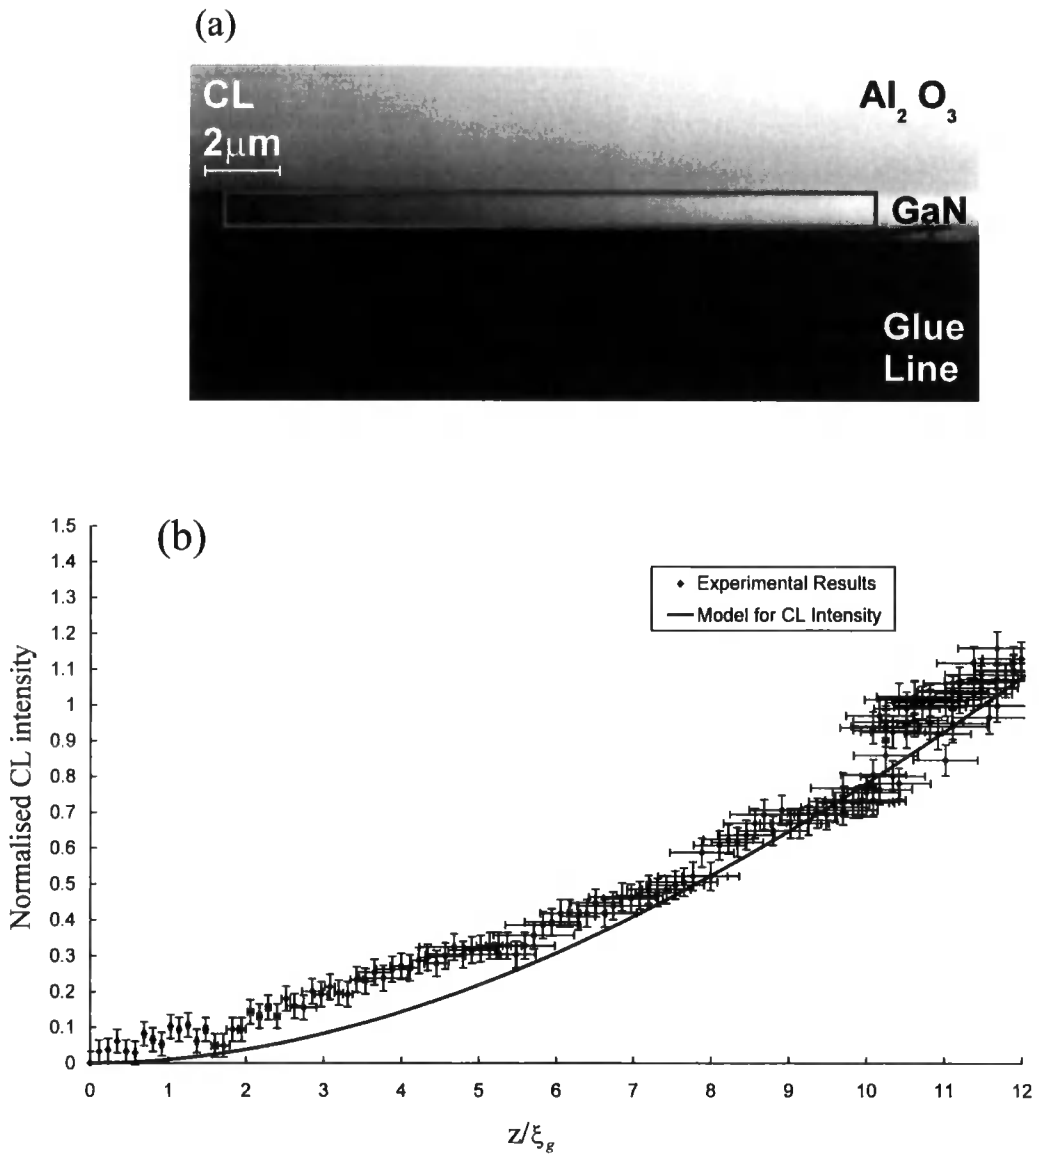 (a)
CL
2μm
Al₂ O₃
GaN
Glue
Line
(b)
Normalised CL intensity
1.5
1.4
1.3
1.2
1.1
1
0.9
0.8
0.7
0.6
0.5
0.4
0.3
0.2
0.1
0
Experimental Results
Model for CL Intensity
0 1 2 3 4 5 6 7 8 9 10 11 12
z/ξg